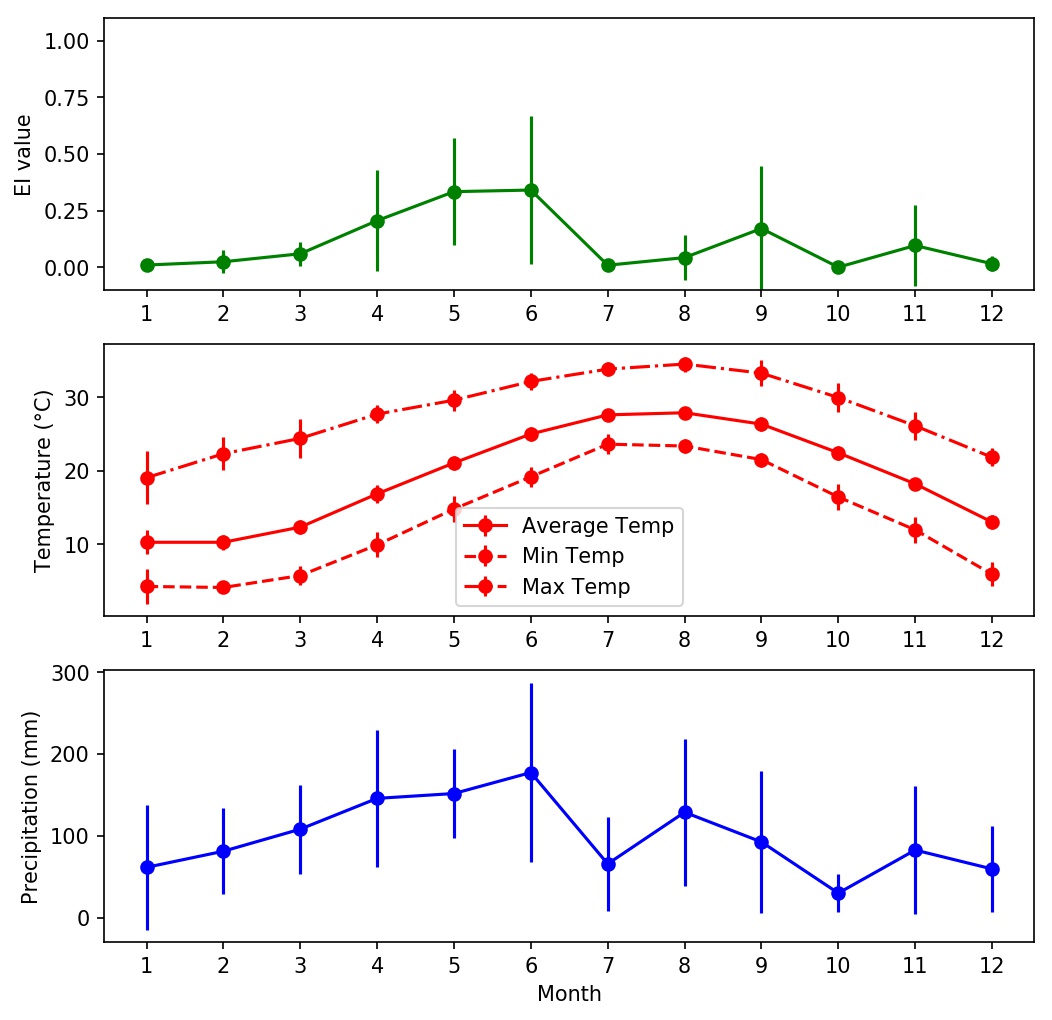 EI value
1.00
0.75
0.50
0.25
0.00
1 2 3 4 5 6 7 8 9 10 11 12
Temperature (°C)
30
20
10
Average Temp
Min Temp
Max Temp
1 2 3 4 5 6 7 8 9 10 11 12
Precipitation (mm)
300
200
100
0
1 2 3 4 5 6 7 8 9 10 11 12
Month